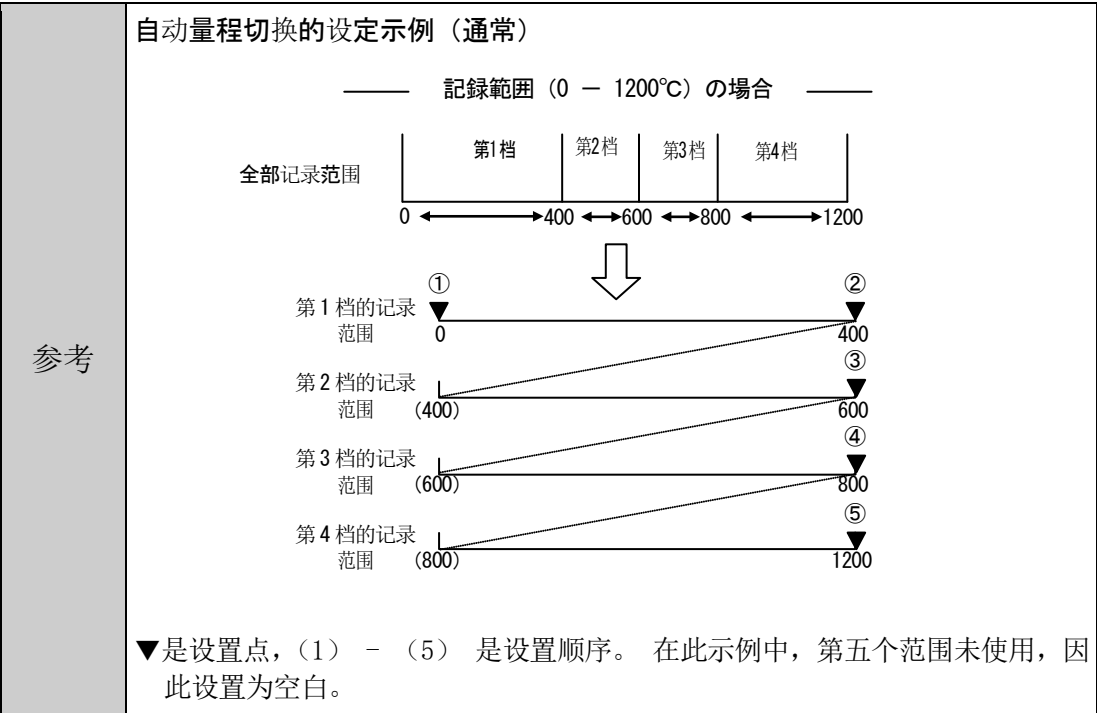 自动量程切换的设定示例（通常）
記録範囲（0 － 1200℃）の場合
第1档 第2档 第3档 第4档
全部记录范围
0 400 600 800 1200
① ②
第1档的记录
范围 0 400
③
第2档的记录
范围 (400) 600
④
第3档的记录
范围 (600) 800
⑤
第4档的记录
范围 (800) 1200
参考
▼是设置点，（1） - （5） 是设置顺序。 在此示例中，第五个范围未使用，因
此设置为空白。